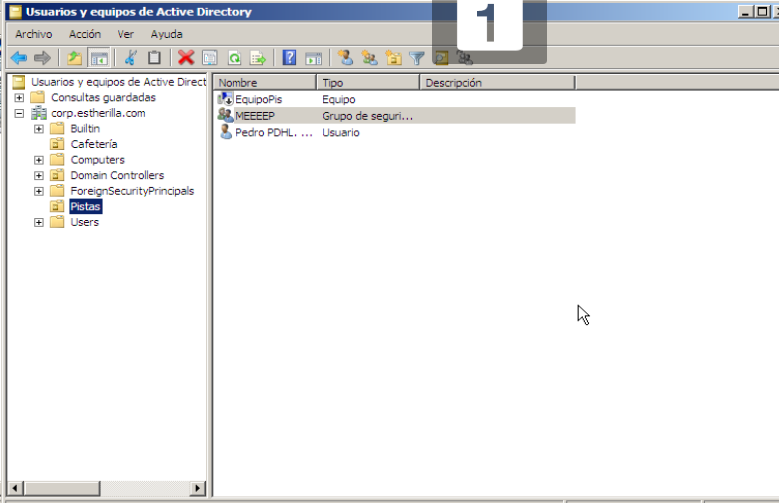 Usuarios y equipos de Active Directory
1
Archivo Acción Ver Ayuda
Usuarios y equipos de Active Direct
Consultas guardadas
corp.estherilla.com
Builtin
Cafetería
Computers
Domain Controllers
ForeignSecurityPrincipals
Pistas
Users
Nombre Tipo Descripción
EquipoPis Equipo
MEEEEP Grupo de seguri...
Pedro PDHL. ... Usuario